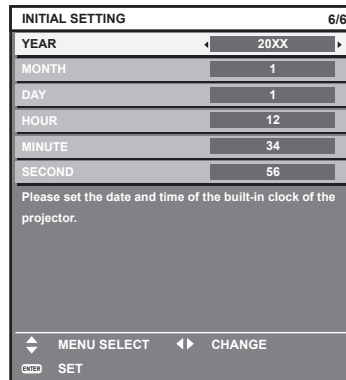 INITIAL SETTING 6/6
YEAR 20XX
MONTH 1
DAY 1
HOUR 12
MINUTE 34
SECOND 56
Please set the date and time of the built-in clock of the
projector.
MENU SELECT CHANGE
ENTER SET